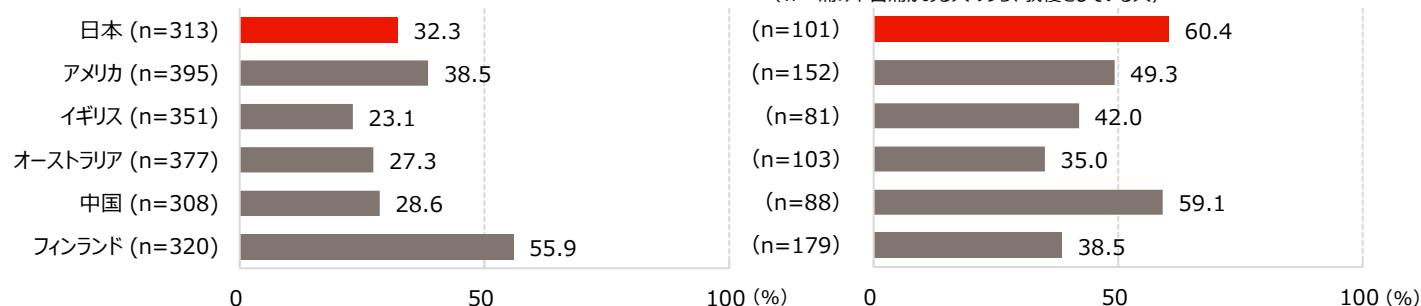 日本 (n=313) 32.3
アメリカ (n=395) 38.5
イギリス (n=351) 23.1
オーストラリア (n=377) 27.3
中国 (n=308) 28.6
フィンランド (n=320) 55.9
0 50 100 (%)
(n=101) 60.4
(n=152) 49.3
(n=81) 42.0
(n=103) 35.0
(n=88) 59.1
(n=179) 38.5
0 50 100 (%)